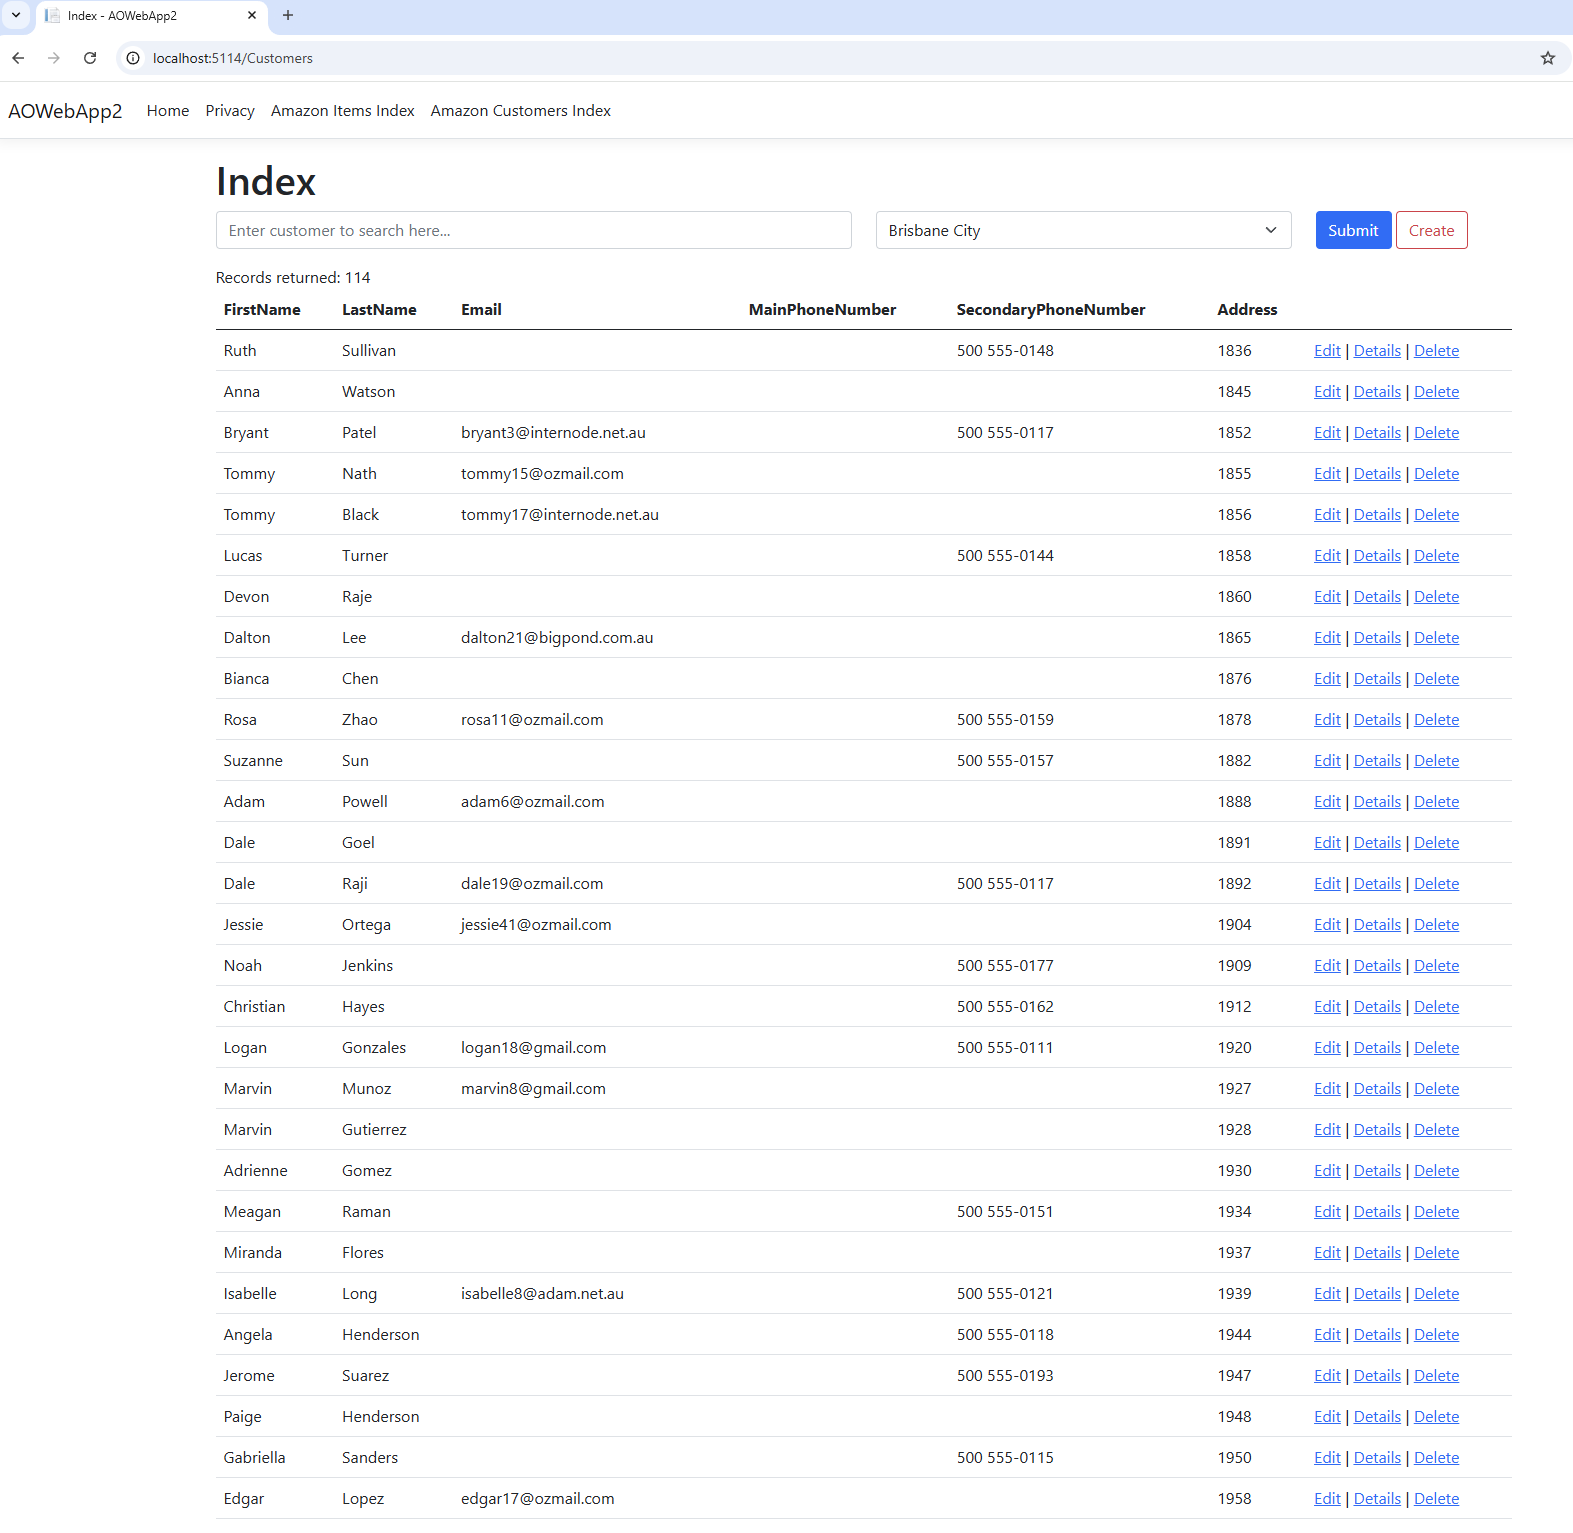 Index - AOWebApp2
localhost:5114/Customers
AOWebApp2 Home Privacy Amazon Items Index Amazon Customers Index
Index
Enter customer to search here... Brisbane City Submit Create
Records returned: 114
FirstName LastName Email MainPhoneNumber SecondaryPhoneNumber Address
Ruth Sullivan 500 555-0148 1836 Edit | Details | Delete
Anna Watson 1845 Edit | Details | Delete
Bryant Patel bryant3@internode.net.au 500 555-0117 1852 Edit | Details | Delete
Tommy Nath tommy15@ozmail.com 1855 Edit | Details | Delete
Tommy Black tommy17@internode.net.au 1856 Edit | Details | Delete
Lucas Turner 500 555-0144 1858 Edit | Details | Delete
Devon Raje 1860 Edit | Details | Delete
Dalton Lee dalton21@bigpond.com.au 1865 Edit | Details | Delete
Bianca Chen 1876 Edit | Details | Delete
Rosa Zhao rosa11@ozmail.com 500 555-0159 1878 Edit | Details | Delete
Suzanne Sun 500 555-0157 1882 Edit | Details | Delete
Adam Powell adam6@ozmail.com 1888 Edit | Details | Delete
Dale Goel 1891 Edit | Details | Delete
Dale Raji dale19@ozmail.com 500 555-0117 1892 Edit | Details | Delete
Jessie Ortega jessie41@ozmail.com 1904 Edit | Details | Delete
Noah Jenkins 500 555-0177 1909 Edit | Details | Delete
Christian Hayes 500 555-0162 1912 Edit | Details | Delete
Logan Gonzales logan18@gmail.com 500 555-0111 1920 Edit | Details | Delete
Marvin Munoz marvin8@gmail.com 1927 Edit | Details | Delete
Marvin Gutierrez 1928 Edit | Details | Delete
Adrienne Gomez 1930 Edit | Details | Delete
Meagan Raman 500 555-0151 1934 Edit | Details | Delete
Miranda Flores 1937 Edit | Details | Delete
Isabelle Long isabelle8@adam.net.au 500 555-0121 1939 Edit | Details | Delete
Angela Henderson 500 555-0118 1944 Edit | Details | Delete
Jerome Suarez 500 555-0193 1947 Edit | Details | Delete
Paige Henderson 1948 Edit | Details | Delete
Gabriella Sanders 500 555-0115 1950 Edit | Details | Delete
Edgar Lopez edgar17@ozmail.com 1958 Edit | Details | Delete